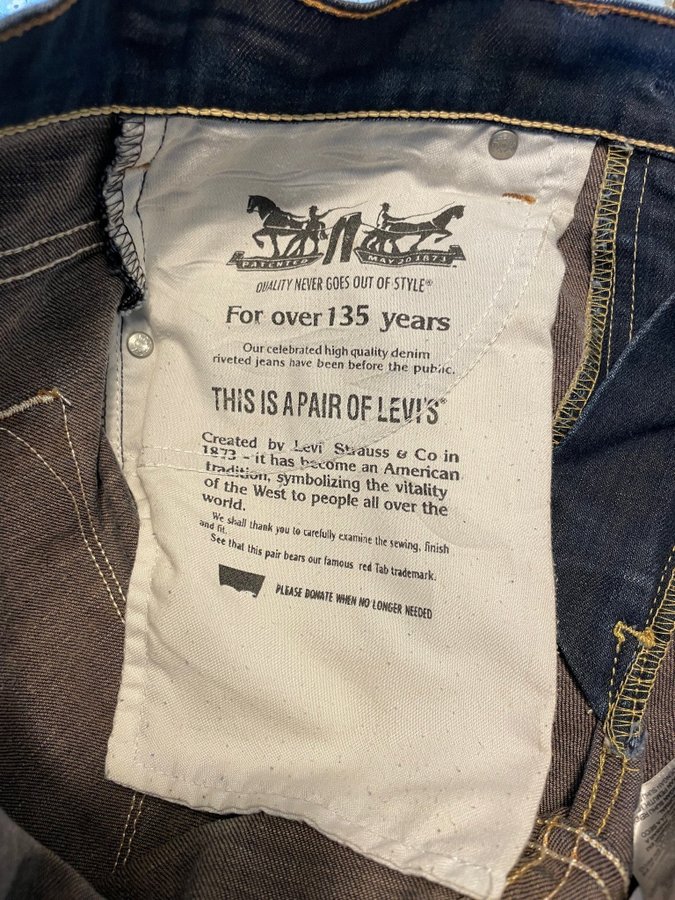 PATENTED MAY 20 1873
QUALITY NEVER GOES OUT OF STYLE®
For over 135 years
Our celebrated high quality denim
riveted jeans have been before the public.
THIS IS A PAIR OF LEVI'S®
Created by Levi Strauss & Co in
1873 - it has become an American
tradition, symbolizing the vitality
of the West to people all over the
world.
We shall thank you to carefully examine the sewing, finish
and fit.
See that this pair bears our famous red Tab trademark.
PLEASE DONATE WHEN NO LONGER NEEDED